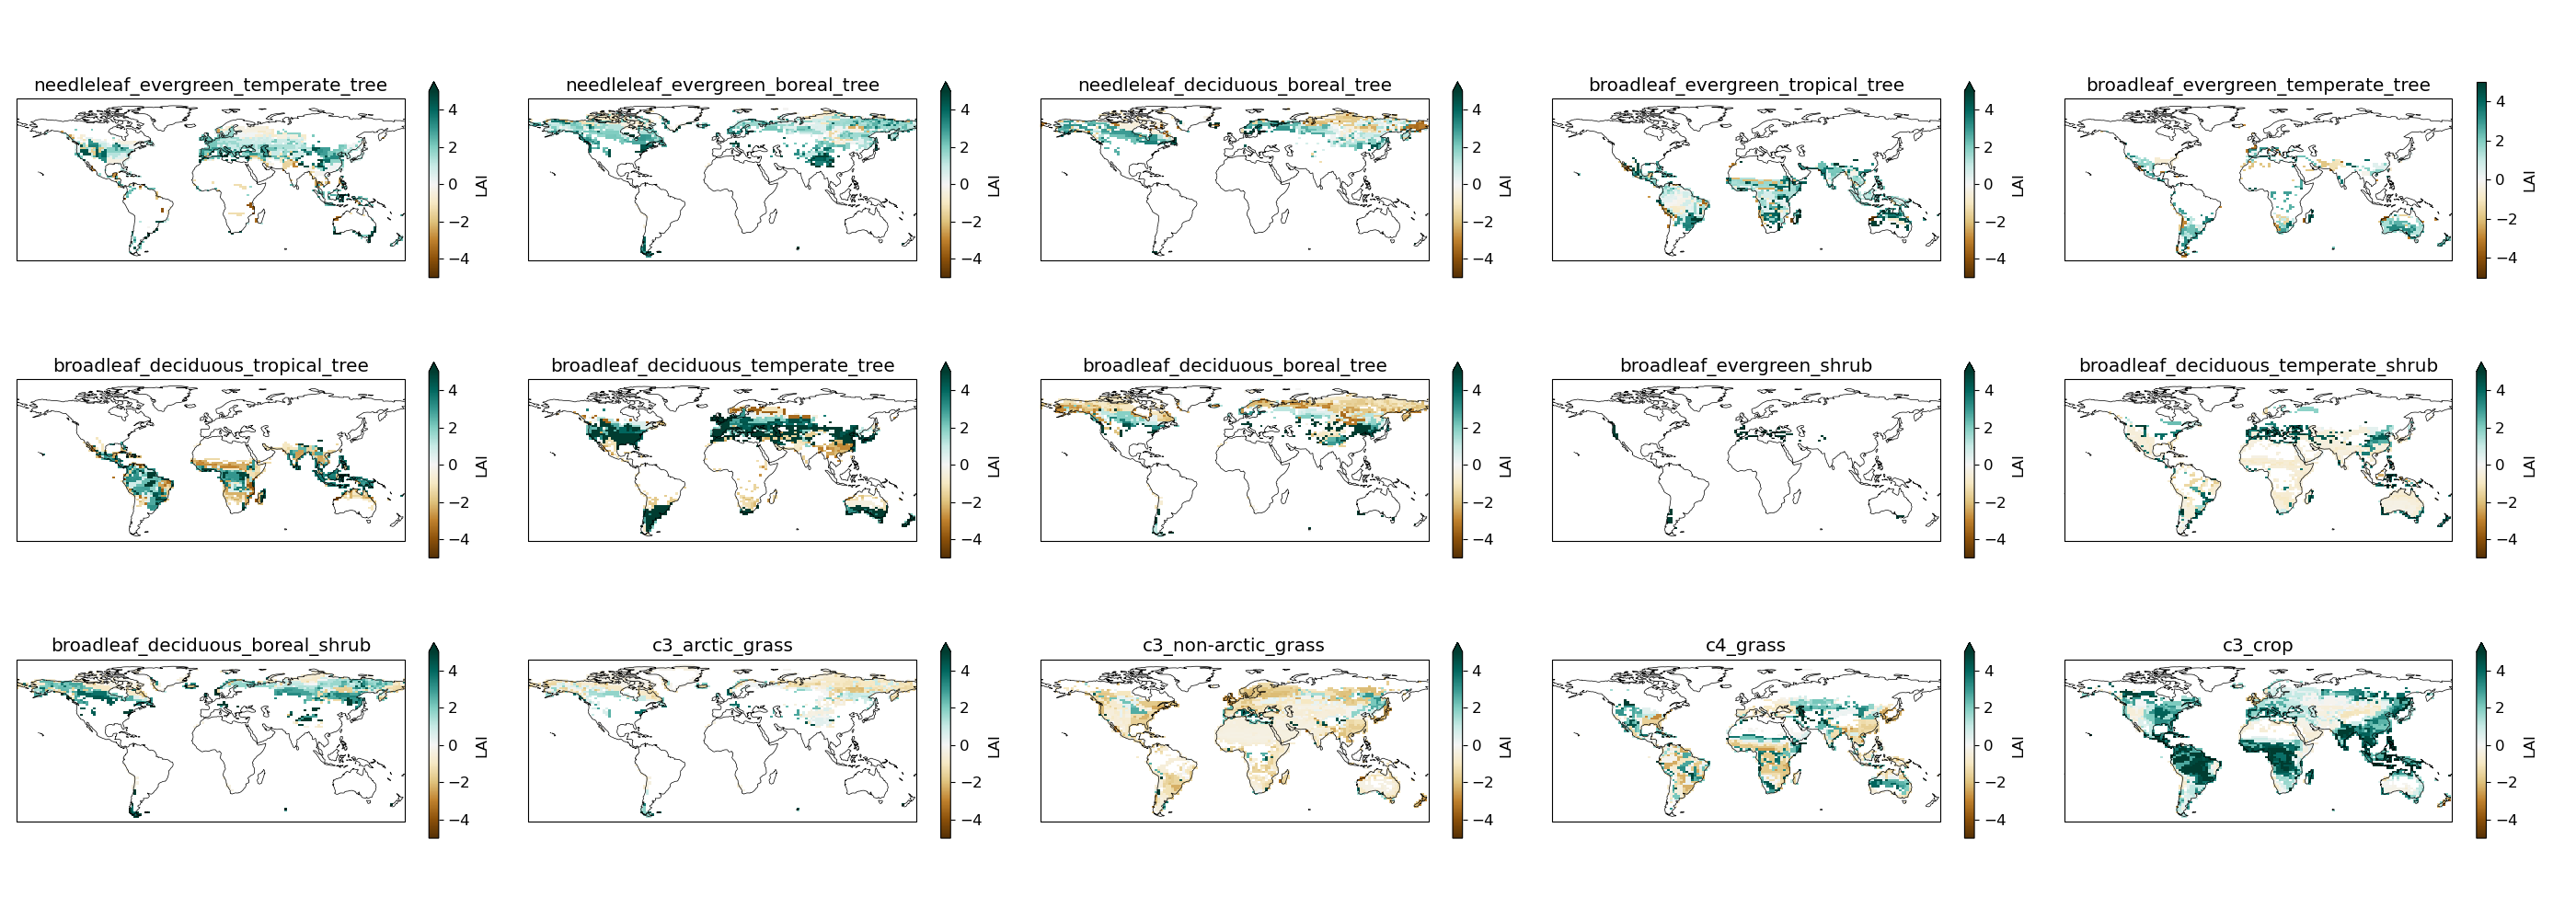 needleleaf_evergreen_temperate_tree
4
2
0
−2
−4
LAI
needleleaf_evergreen_boreal_tree
4
2
0
−2
−4
LAI
needleleaf_deciduous_boreal_tree
4
2
0
−2
−4
LAI
broadleaf_evergreen_tropical_tree
4
2
0
−2
−4
LAI
broadleaf_evergreen_temperate_tree
4
2
0
−2
−4
LAI
broadleaf_deciduous_tropical_tree
4
2
0
−2
−4
LAI
broadleaf_deciduous_temperate_tree
4
2
0
−2
−4
LAI
broadleaf_deciduous_boreal_tree
4
2
0
−2
−4
LAI
broadleaf_evergreen_shrub
4
2
0
−2
−4
LAI
broadleaf_deciduous_temperate_shrub
4
2
0
−2
−4
LAI
broadleaf_deciduous_boreal_shrub
4
2
0
−2
−4
LAI
c3_arctic_grass
4
2
0
−2
−4
LAI
c3_non-arctic_grass
4
2
0
−2
−4
LAI
c4_grass
4
2
0
−2
−4
LAI
c3_crop
4
2
0
−2
−4
LAI